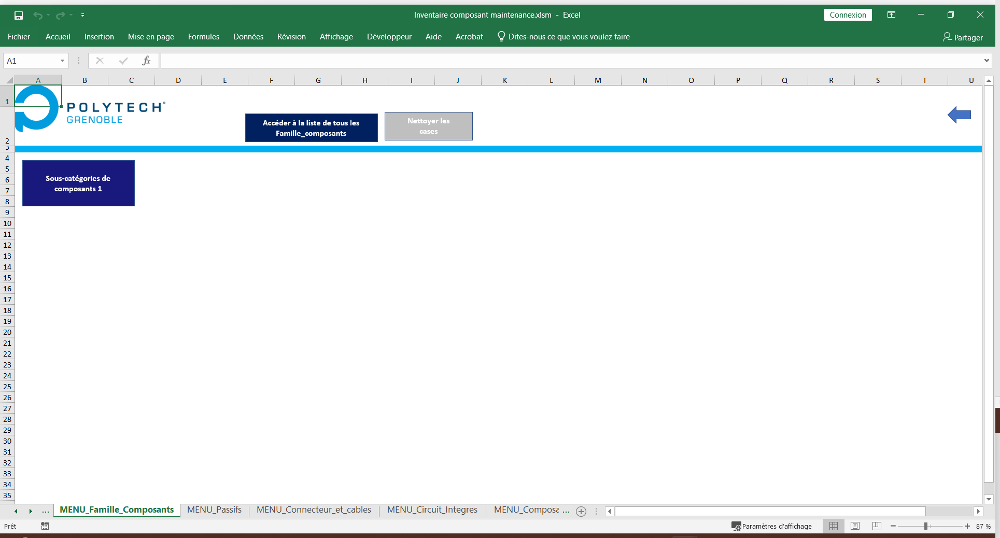 Inventaire composant maintenance.xlsm - Excel
Connexion
Fichier Accueil Insertion Mise en page Formules Données Révision Affichage Développeur Aide Acrobat Dites-nous ce que vous voulez faire Partager
A1 fx
A B C D E F G H I J K L M N O P Q R S T U
POLYTECH®
GRENOBLE
Accéder à la liste de tous les
Famille_composants
Nettoyer les
cases
Sous-catégories de
composants 1
1
2
3
4
5
6
7
8
9
10
11
12
13
14
15
16
17
18
19
20
21
22
23
24
25
26
27
28
29
30
31
32
33
34
35
... MENU_Famille_Composants MENU_Passifs MENU_Connecteur_et_cables MENU_Circuit_Integres MENU_Composa ...
Prêt Paramètres d'affichage 87 %